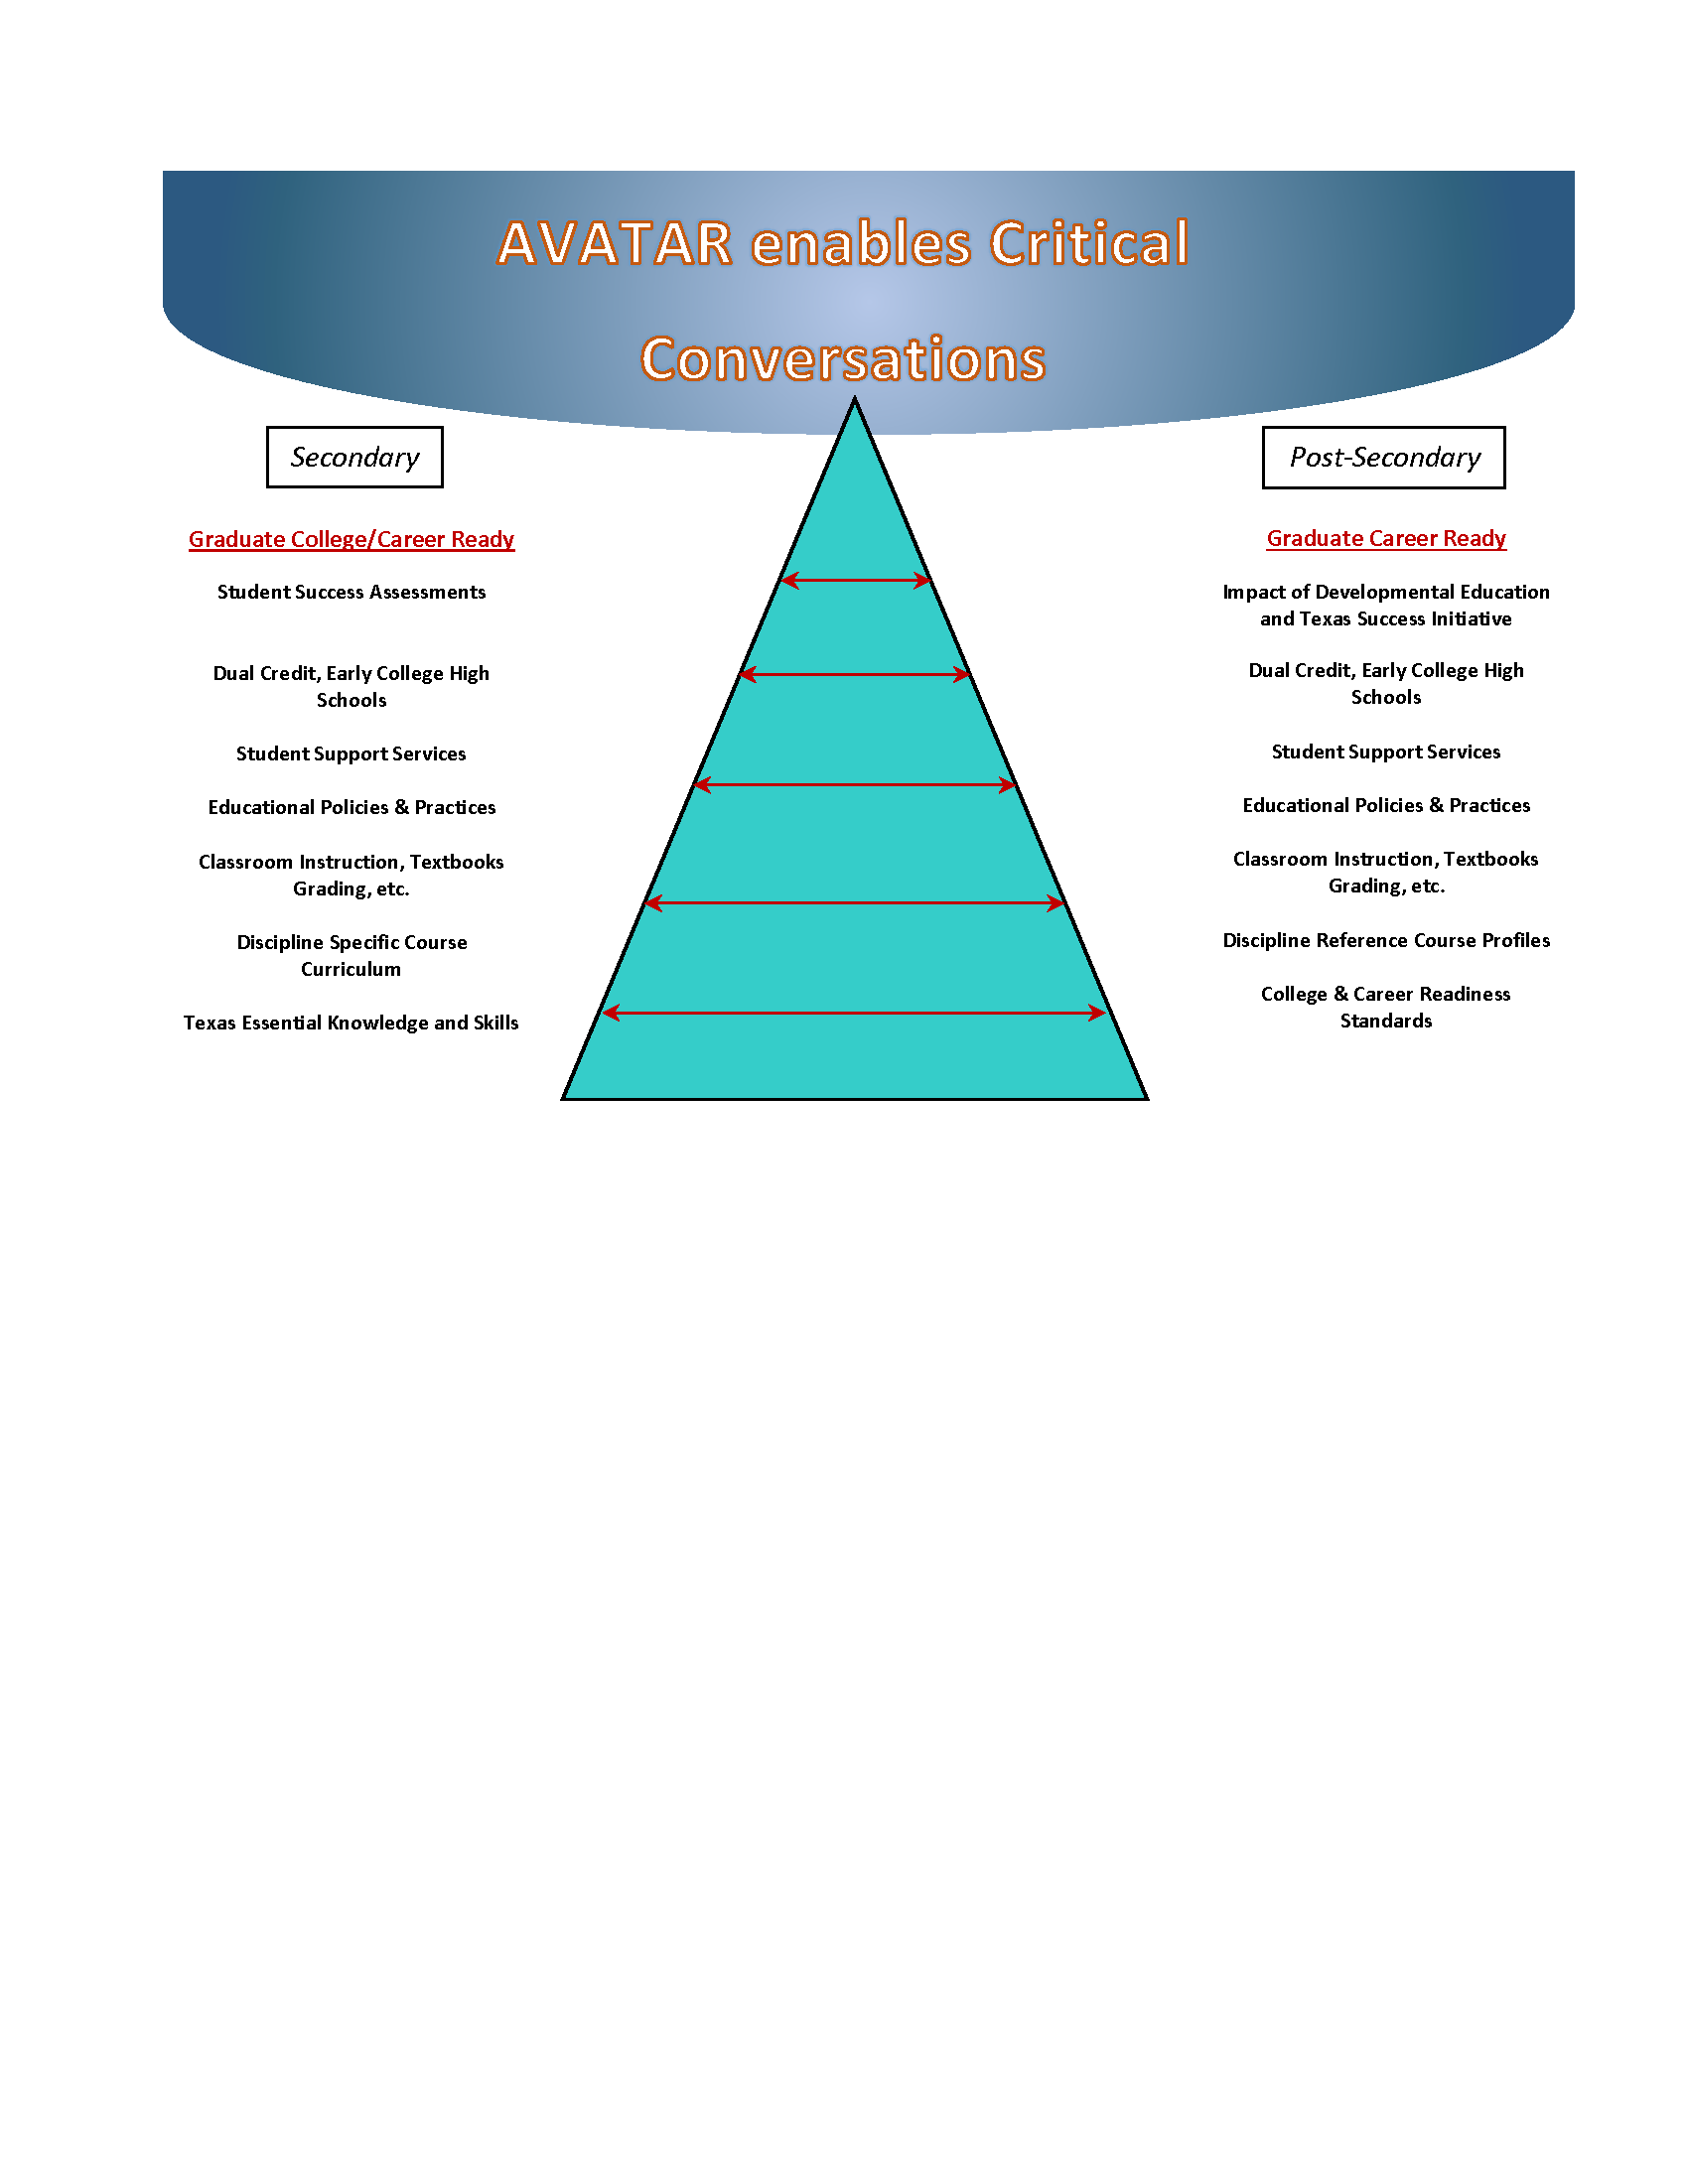 AVATAR enables Critical
Conversations
Secondary
Graduate College/Career Ready
Student Success Assessments
Dual Credit, Early College High
Schools
Student Support Services
Educational Policies & Practices
Classroom Instruction, Textbooks
Grading, etc.
Discipline Specific Course
Curriculum
Texas Essential Knowledge and Skills
Post-Secondary
Graduate Career Ready
Impact of Developmental Education
and Texas Success Initiative
Dual Credit, Early College High
Schools
Student Support Services
Educational Policies & Practices
Classroom Instruction, Textbooks
Grading, etc.
Discipline Reference Course Profiles
College & Career Readiness
Standards